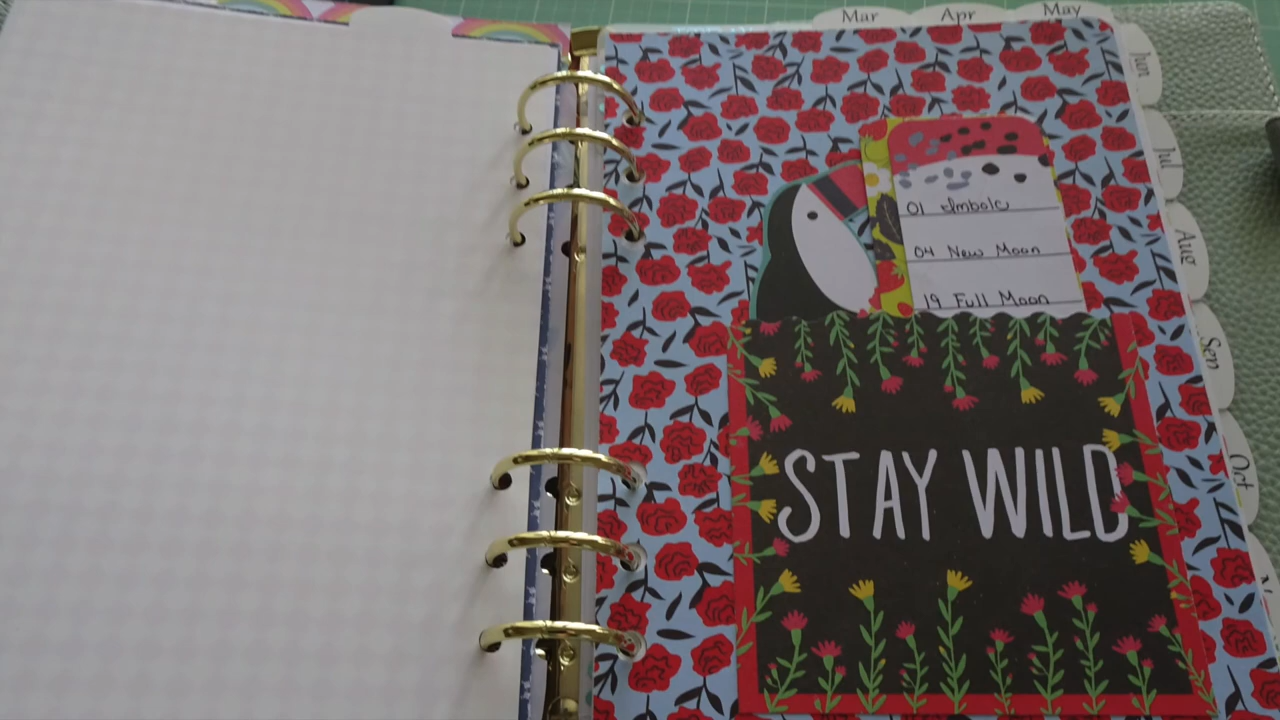 Mar
Apr
May
Jun
Jul
Aug
Sep
Oct
01 Imbolc
04 New Moon
19 Full Moon
STAY WILD